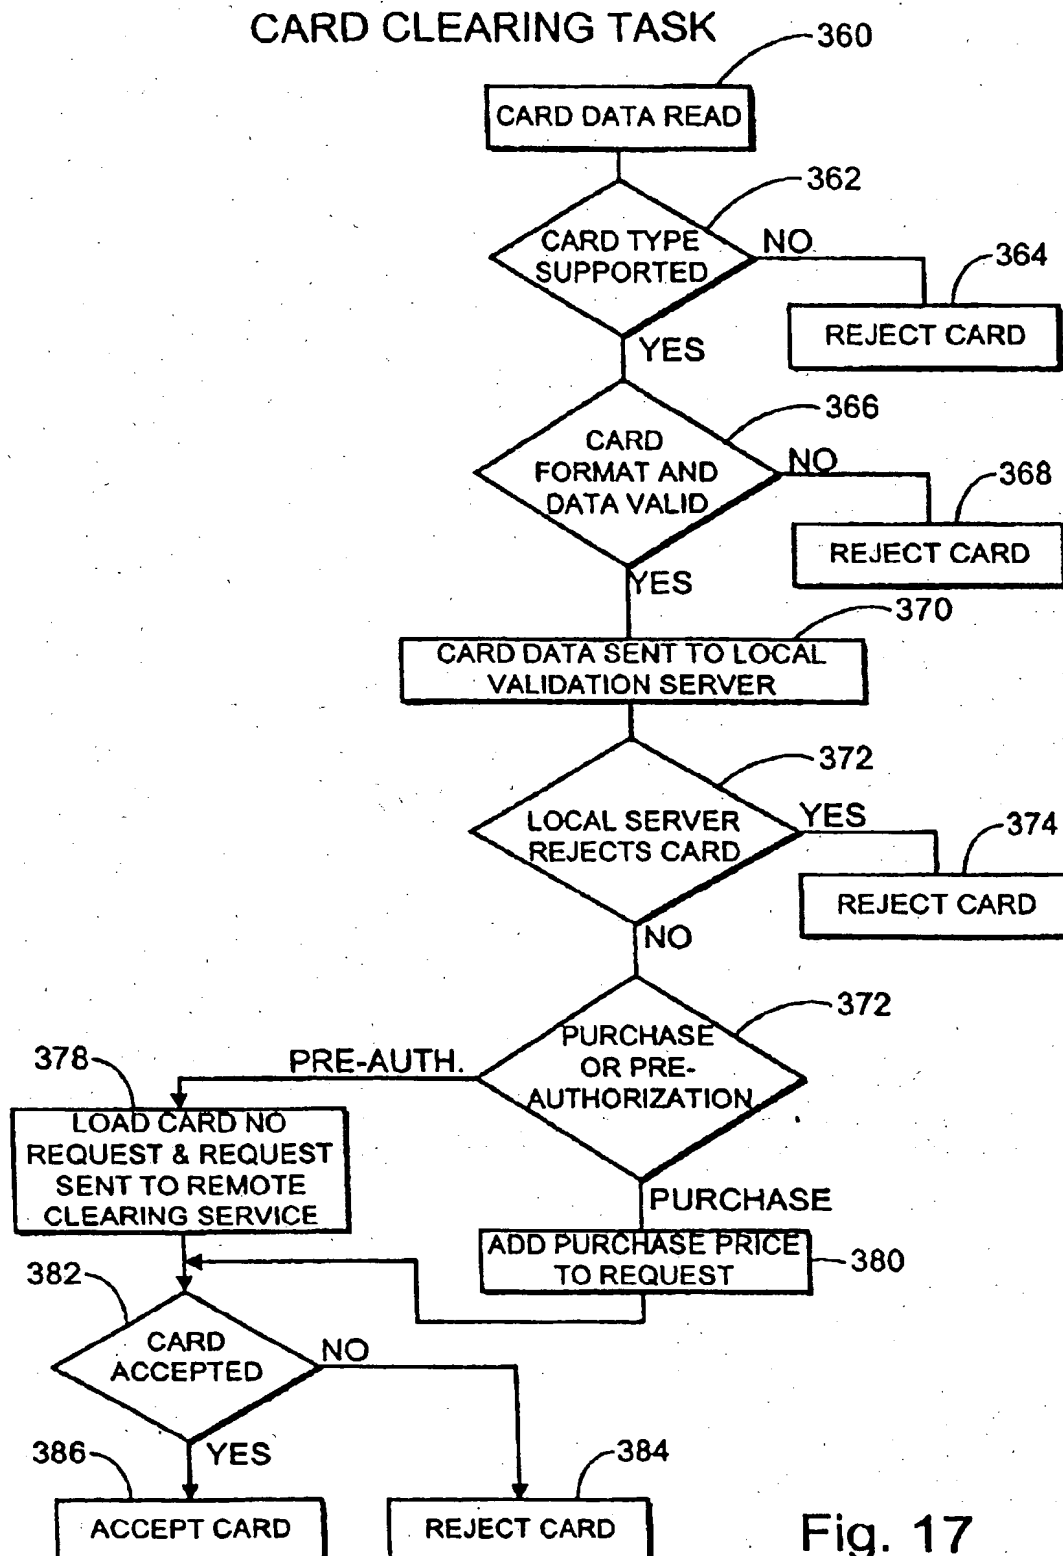 CARD CLEARING TASK
360
CARD DATA READ
362
CARD TYPE
SUPPORTED
NO
364
REJECT CARD
YES
366
CARD
FORMAT AND
DATA VALID
NO
368
REJECT CARD
YES
370
CARD DATA SENT TO LOCAL
VALIDATION SERVER
372
LOCAL SERVER
REJECTS CARD
YES
374
REJECT CARD
NO
372
PURCHASE
OR PRE-
AUTHORIZATION
PRE-AUTH.
378
LOAD CARD NO
REQUEST & REQUEST
SENT TO REMOTE
CLEARING SERVICE
PURCHASE
ADD PURCHASE PRICE
TO REQUEST
380
382
CARD
ACCEPTED
NO
YES
386
384
ACCEPT CARD
REJECT CARD
Fig. 17